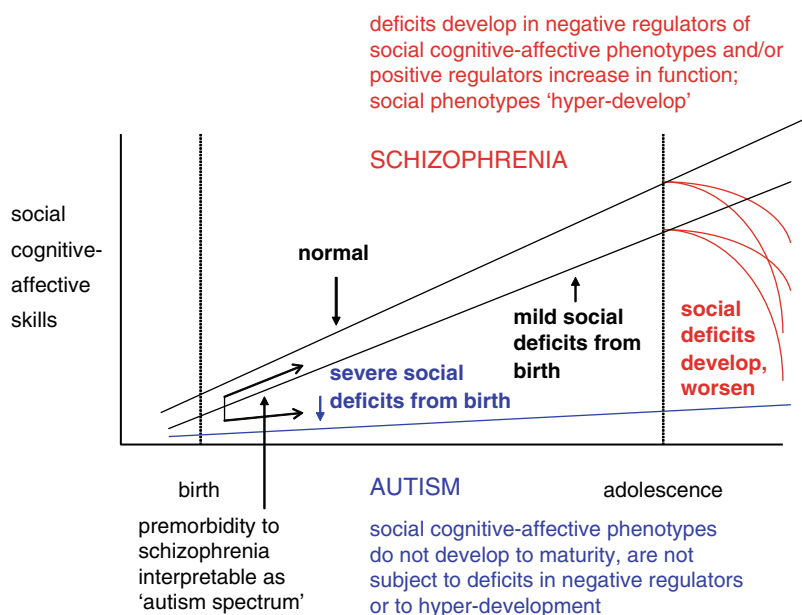 deficits develop in negative regulators of
social cognitive-affective phenotypes and/or
positive regulators increase in function;
social phenotypes ‘hyper-develop’
SCHIZOPHRENIA
social
cognitive-
affective
skills
normal
mild social
deficits from
birth
social
deficits
develop,
worsen
severe social
deficits from birth
birth
AUTISM
adolescence
premorbidity to
schizophrenia
interpretable as
‘autism spectrum’
social cognitive-affective phenotypes
do not develop to maturity, are not
subject to deficits in negative regulators
or to hyper-development